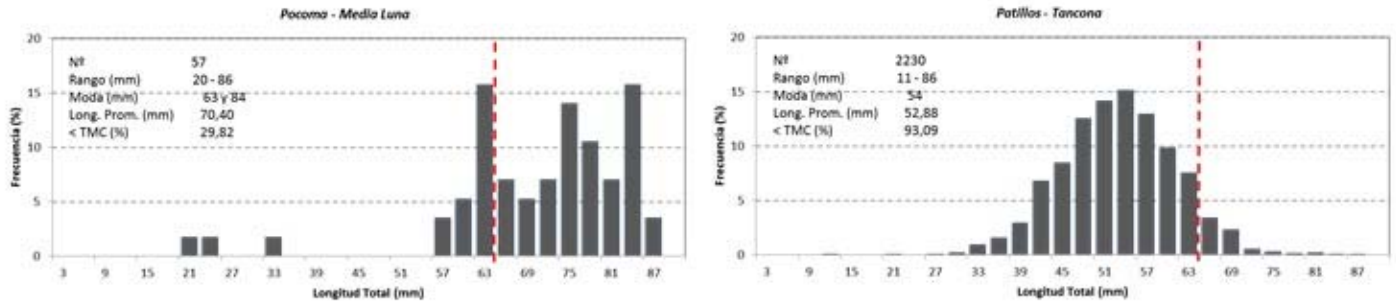 Pocoma - Media Luna
Frecuencia (%)
20
15
10
5
0
Nº 57
Rango (mm) 20 - 86
Moda (mm) 63 y 84
Long. Prom. (mm) 70,40
< TMC (%) 29,82
3 9 15 21 27 33 39 45 51 57 63 69 75 81 87
Longitud Total (mm)
Patillos - Tancona
Frecuencia (%)
20
15
10
5
0
Nº 2230
Rango (mm) 11 - 86
Moda (mm) 54
Long. Prom. (mm) 52,88
< TMC (%) 93,09
3 9 15 21 27 33 39 45 51 57 63 69 75 81 87
Longitud Total (mm)